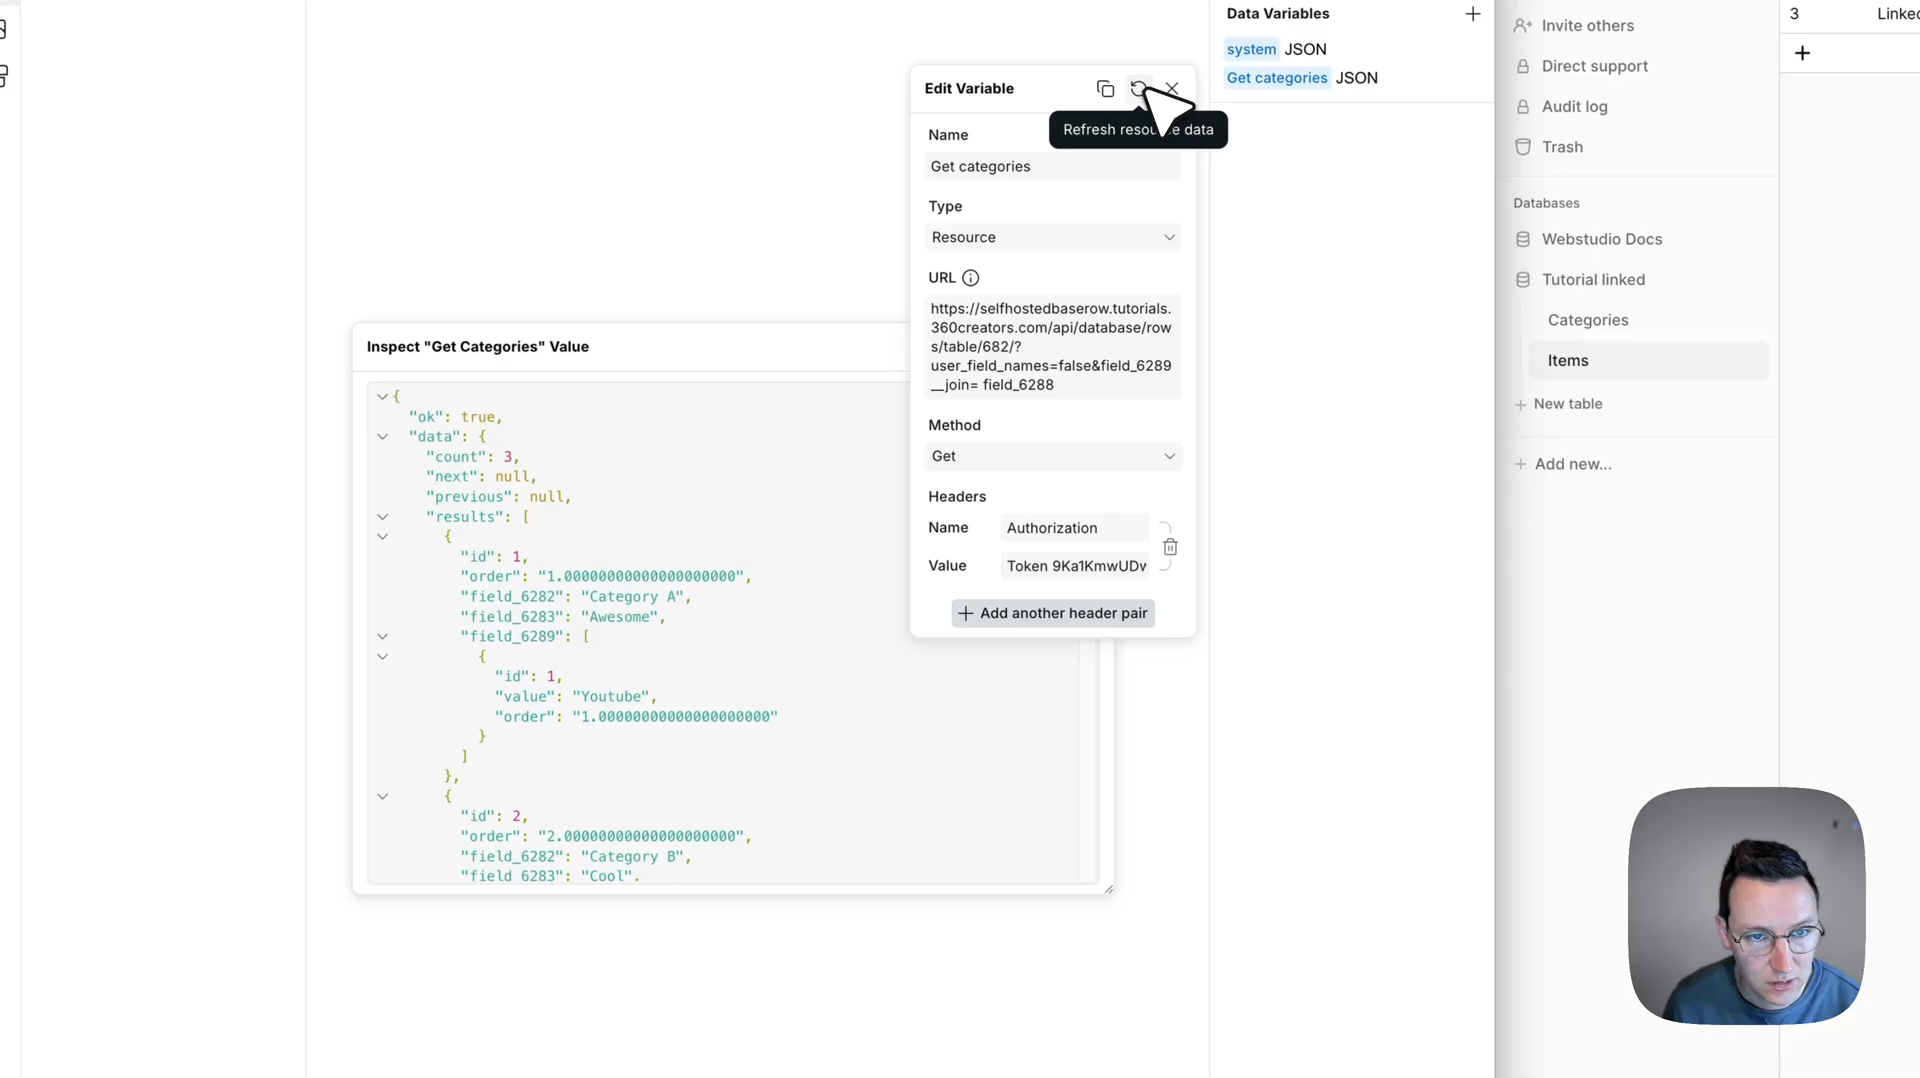 Data Variables
system JSON
Get categories JSON
Edit Variable
Name
Get categories
Type
Resource
URL
https://selfhostedbaserow.tutorials.
360creators.com/api/database/row
s/table/682/?
user_field_names=false&field_6289
__join= field_6288
Method
Get
Headers
Name Authorization
Value Token 9Ka1KmwUDw
Add another header pair
Inspect "Get Categories" Value
{
"ok": true,
"data": {
"count": 3,
"next": null,
"previous": null,
"results": [
{
"id": 1,
"order": "1.00000000000000000000",
"field_6282": "Category A",
"field_6283": "Awesome",
"field_6289": [
{
"id": 1,
"value": "Youtube",
"order": "1.00000000000000000000"
}
]
},
{
"id": 2,
"order": "2.00000000000000000000",
"field_6282": "Category B",
"field_6283": "Cool".
Invite others
Direct support
Audit log
Trash
Databases
Webstudio Docs
Tutorial linked
Categories
Items
+ New table
+ Add new...
3